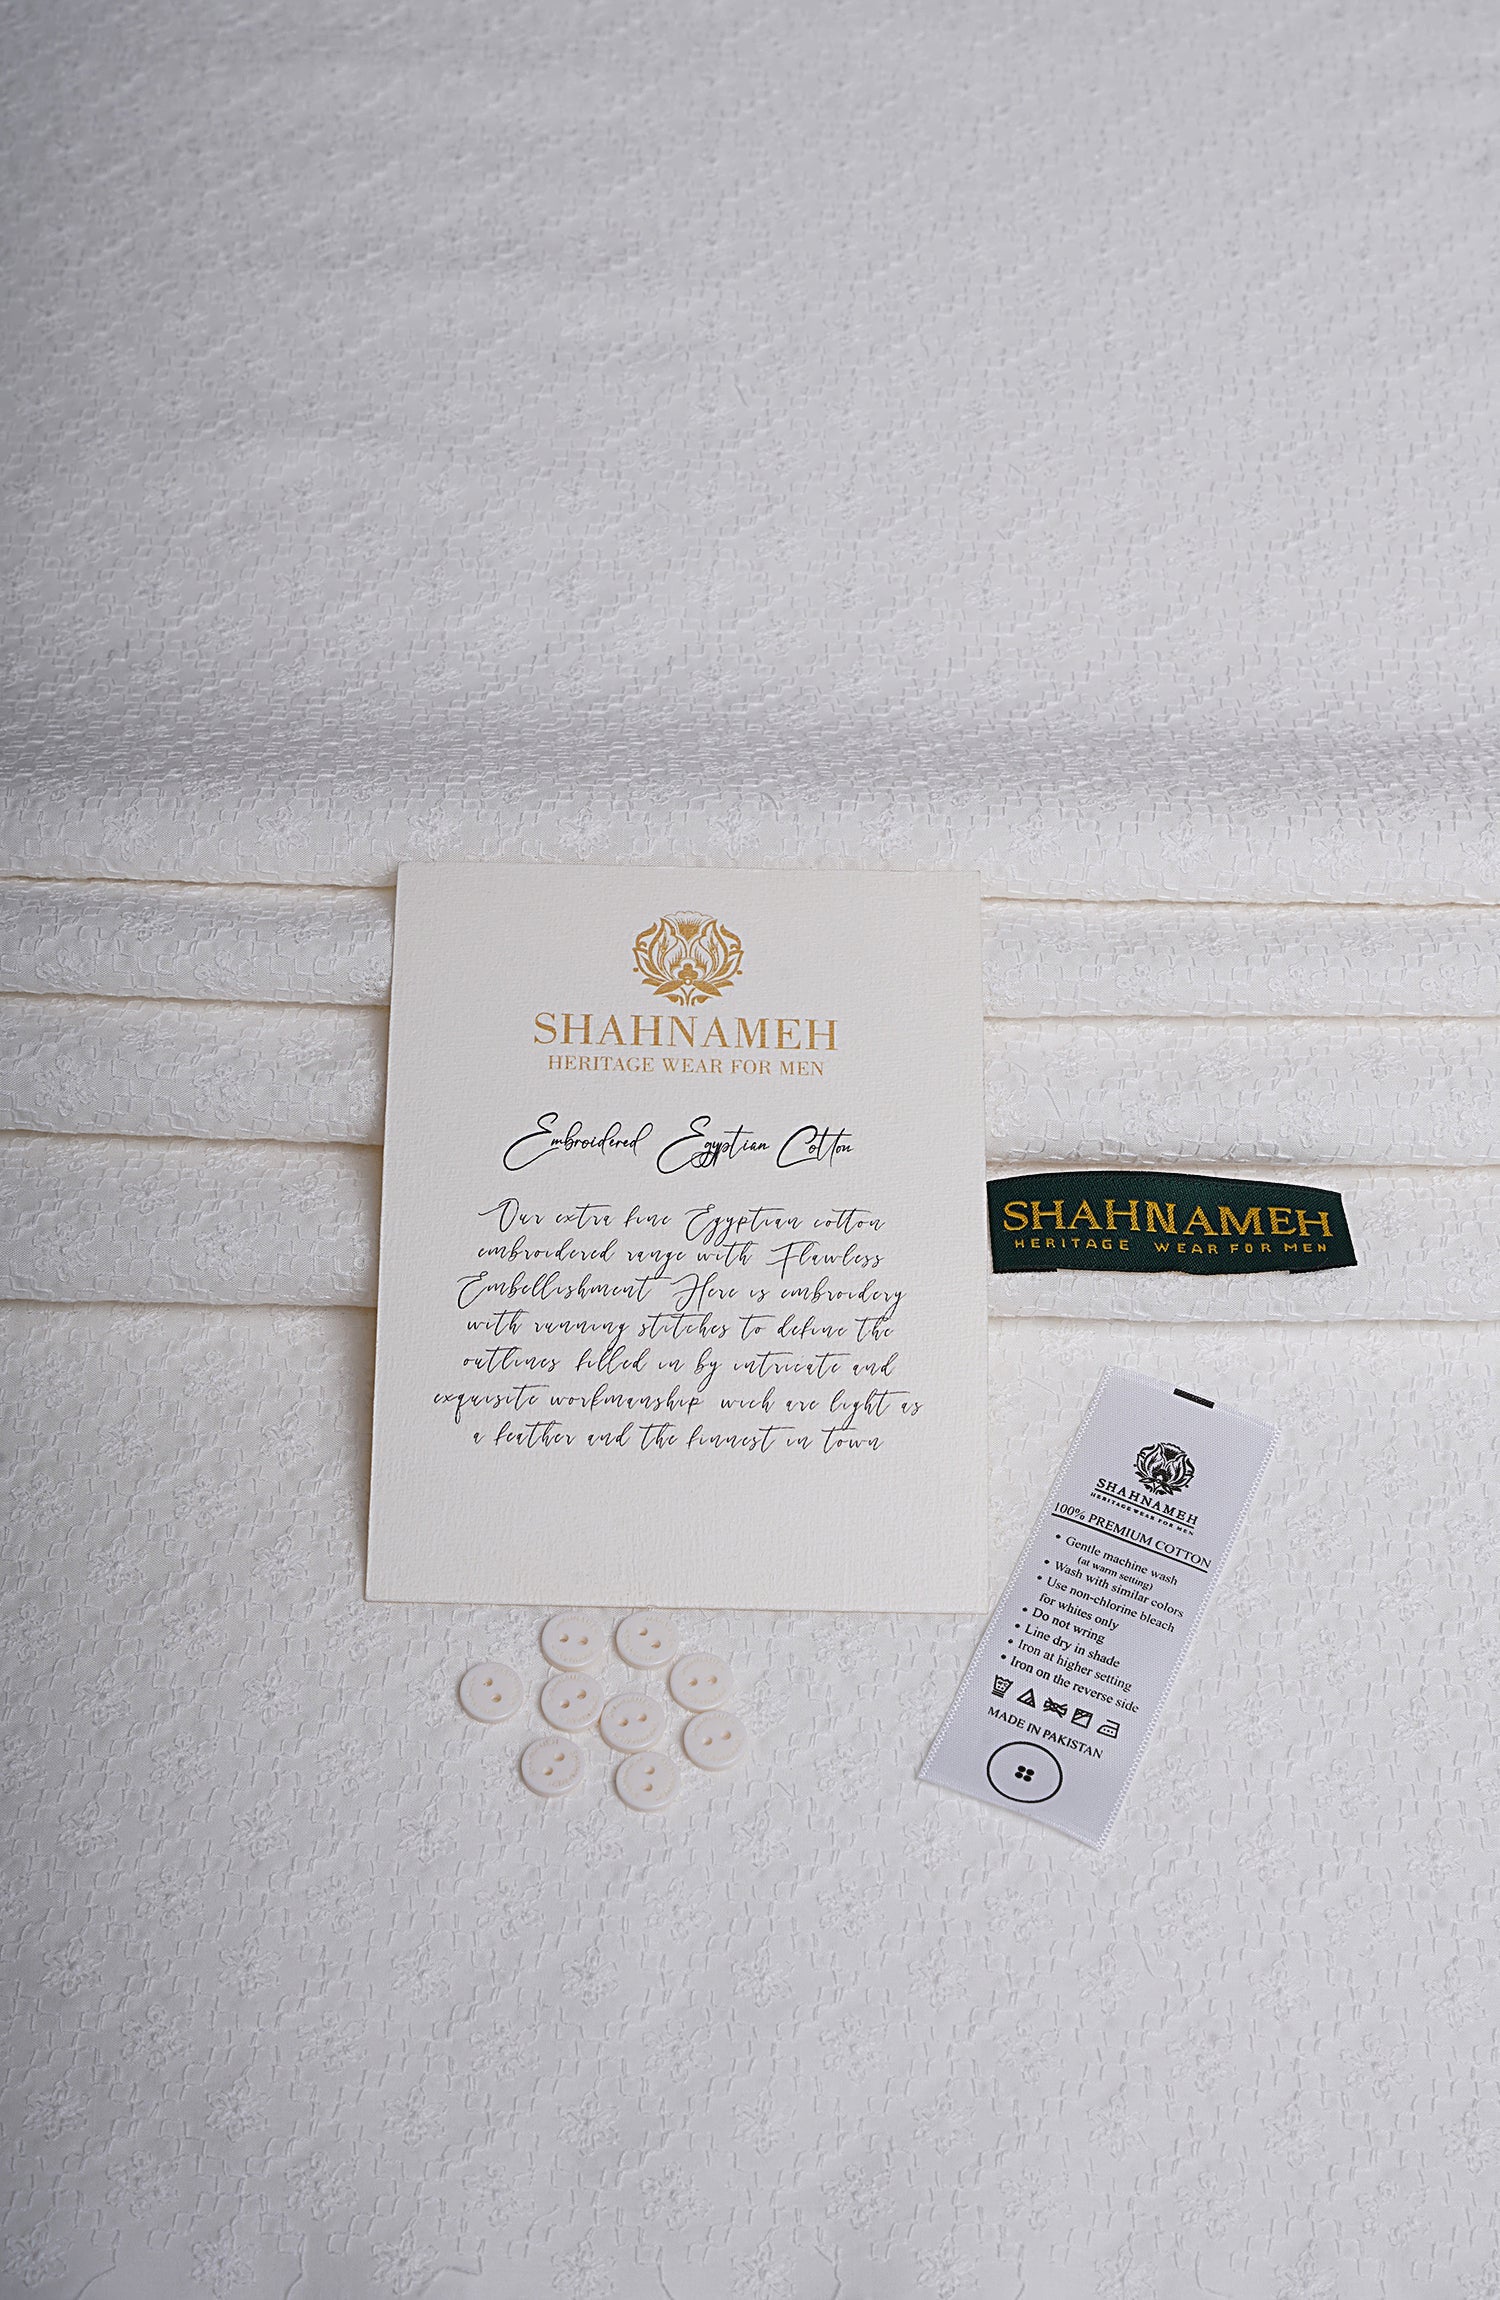 SHAHNAMEH
HERITAGE WEAR FOR MEN
Embroidered Egyptian Cotton
Our extra fine Egyptian cotton
embroidered range with Flawless
Embellishment Here is embroidery
with running stitches to define the
outlines filled in by intricate and
exquisite workmanship wich are light as
a feather and the finnest in town
SHAHNAMEH
HERITAGE WEAR FOR MEN
SHAHNAMEH
HERITAGE WEAR FOR MEN
100% PREMIUM COTTON
• Gentle machine wash
(at warm setting)
• Wash with similar colors
• Use non-chlorine bleach
for whites only
• Do not wring
• Line dry in shade
• Iron at higher setting
• Iron on the reverse side
MADE IN PAKISTAN